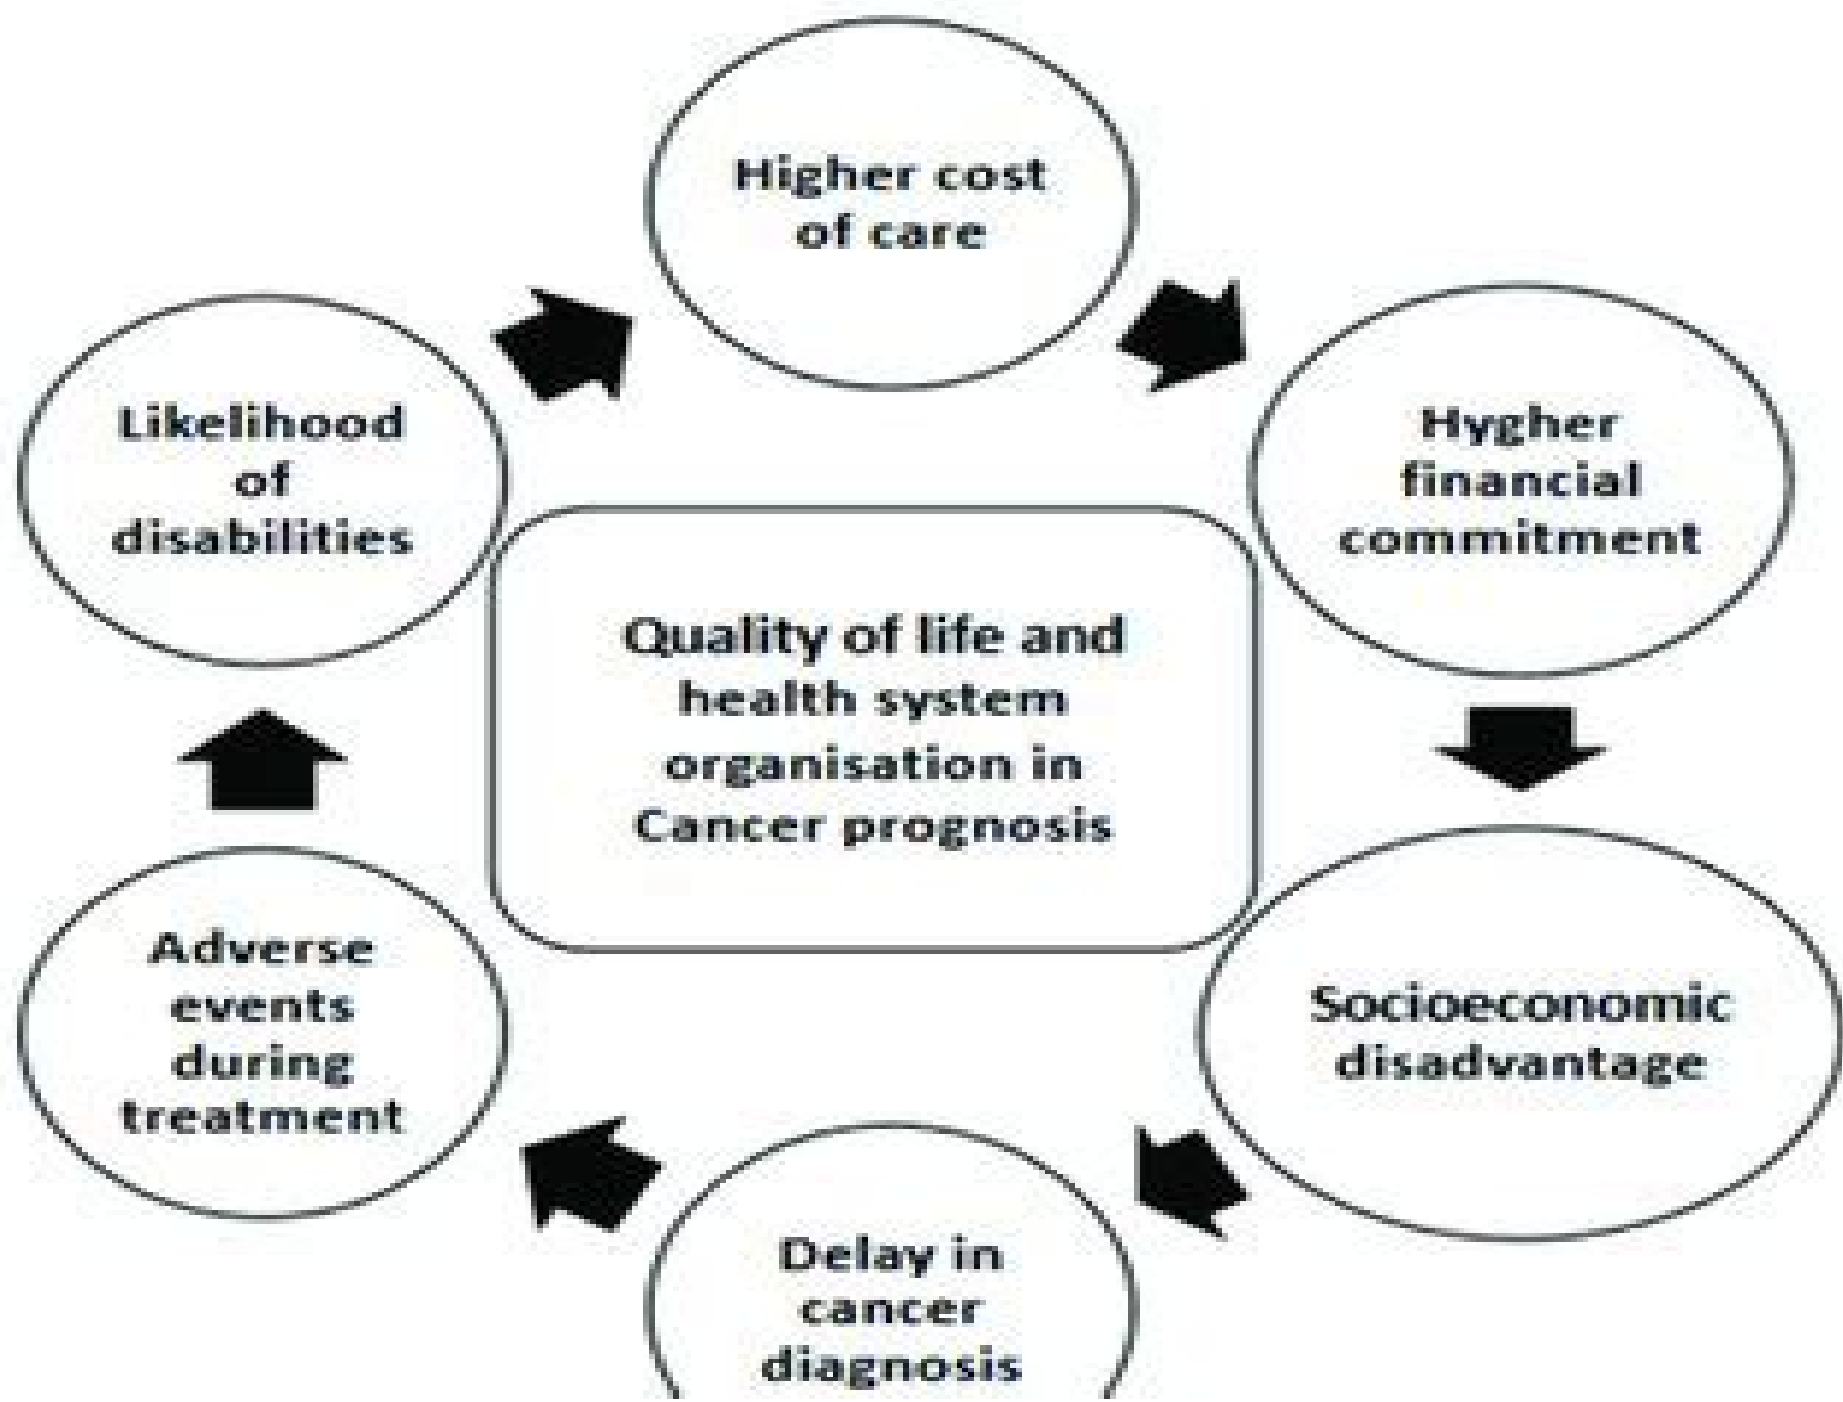 Higher cost
of care
Hygher
financial
commitment
Socioeconomic
disadvantage
Delay in
cancer
diagnosis
Adverse
events
during
treatment
Likelihood
of
disabilities
Quality of life and
health system
organisation in
Cancer prognosis